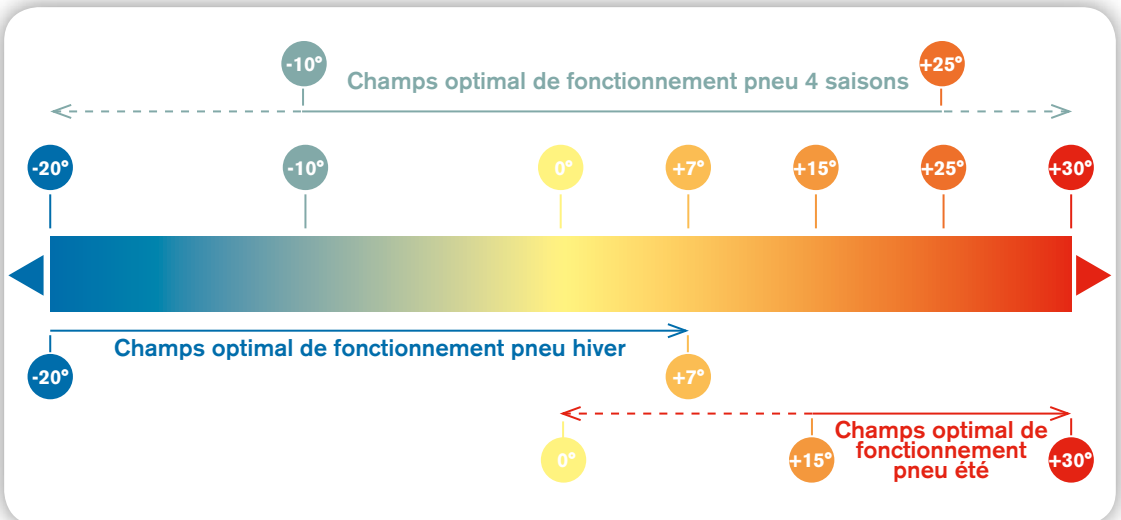 -10°
+25°
Champs optimal de fonctionnement pneu 4 saisons
-20°
-10°
0°
+7°
+15°
+25°
+30°
Champs optimal de fonctionnement pneu hiver
-20°
+7°
Champs optimal de
fonctionnement
pneu été
0°
+15°
+30°